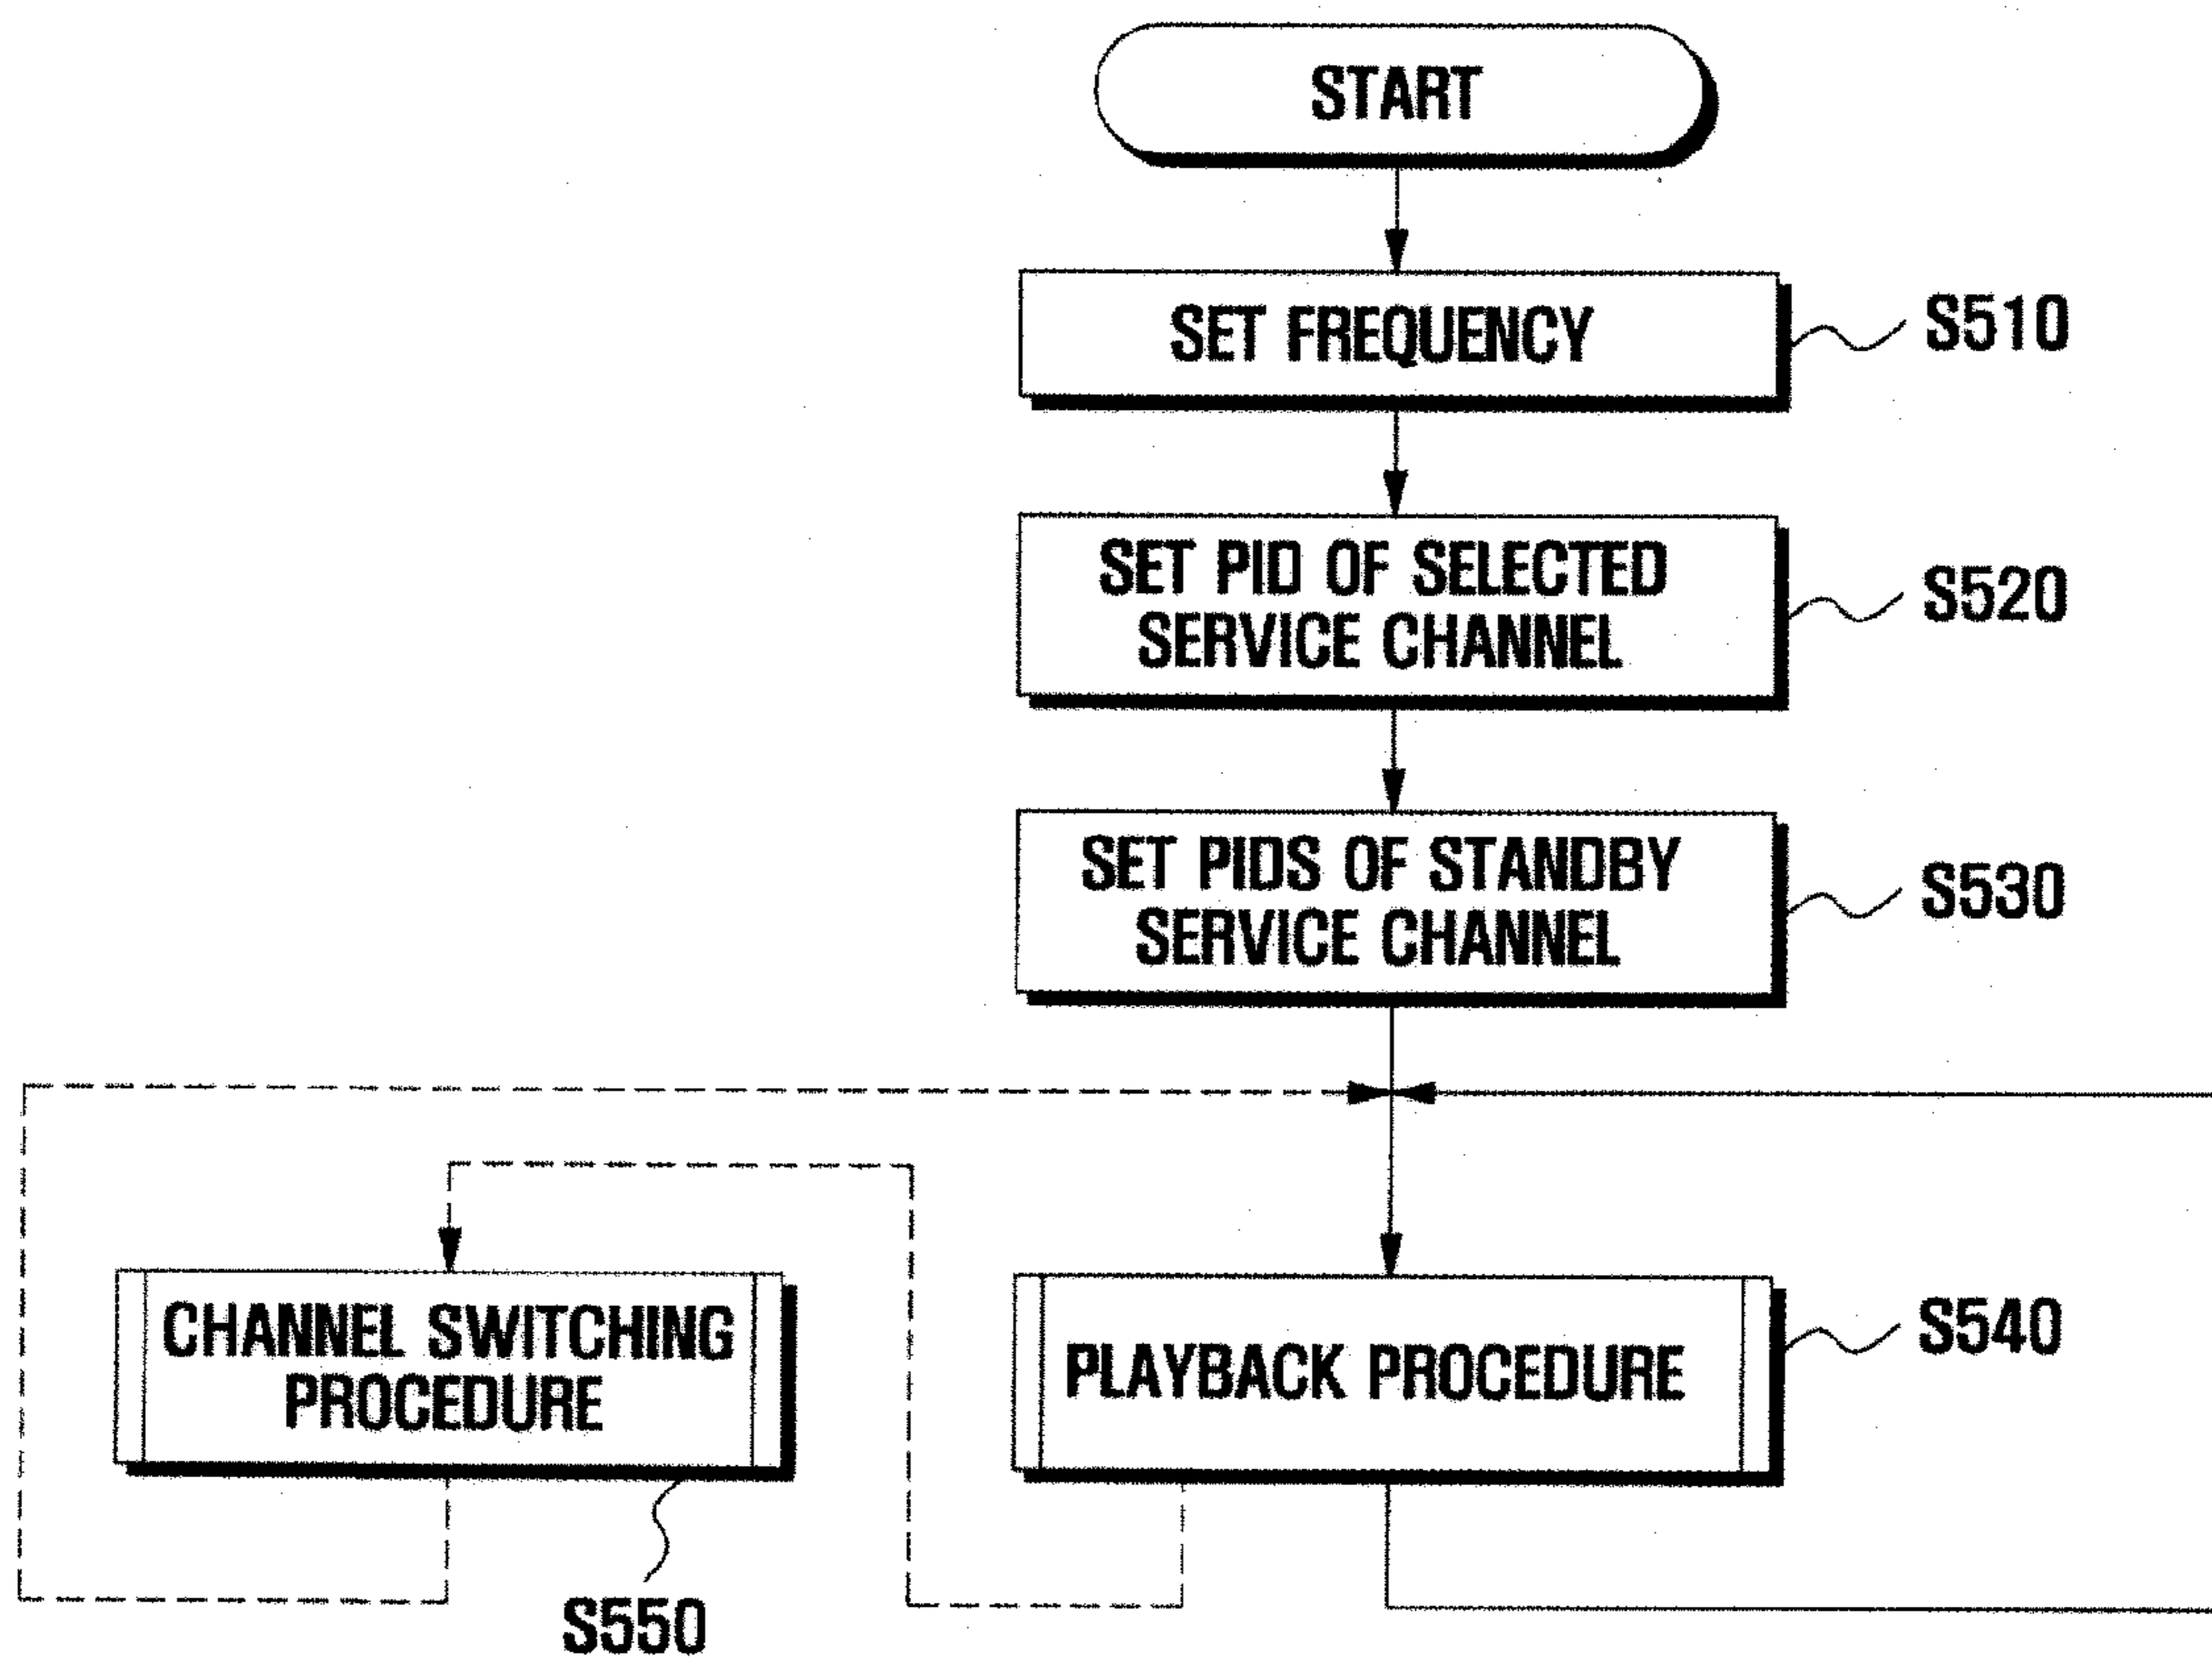 START
SET FREQUENCY
S510
SET PID OF SELECTED
SERVICE CHANNEL
S520
SET PIDS OF STANDBY
SERVICE CHANNEL
S530
CHANNEL SWITCHING
PROCEDURE
S550
PLAYBACK PROCEDURE
S540